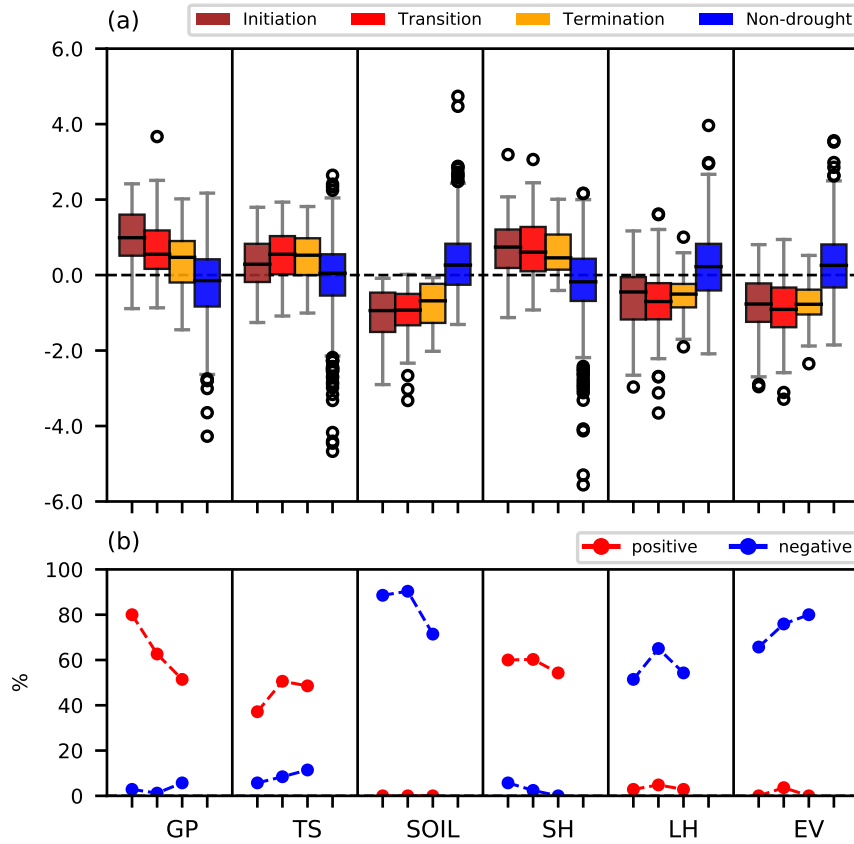 (a)
Initiation Transition Termination Non-drought
6.0
4.0
2.0
0.0
-2.0
-4.0
-6.0
(b)
positive negative
100
80
60
40
20
0
%
GP TS SOIL SH LH EV